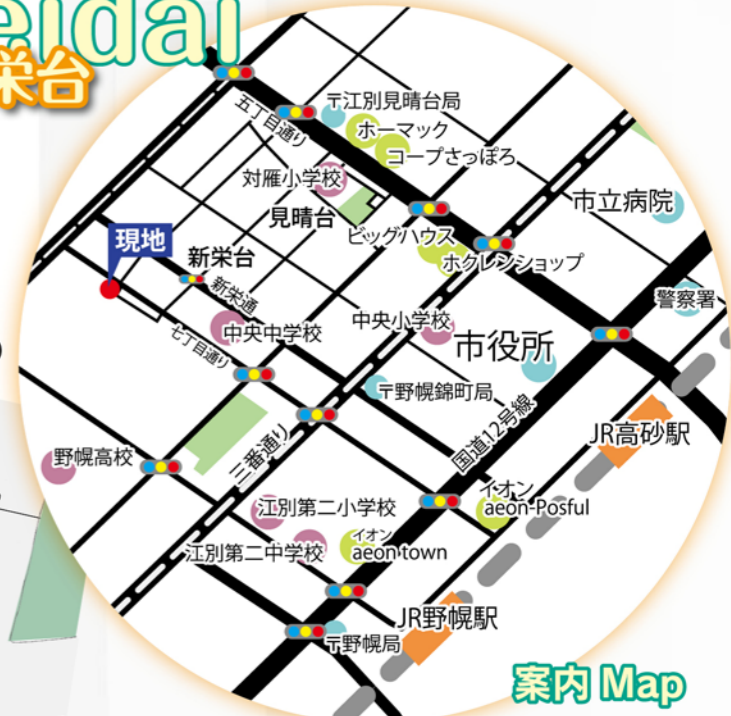 eidai
栄台
五丁目通り
〒江別見晴台局
ホーマック
コープさっぽろ
対雁小学校
見晴台
市立病院
現地
新栄台
ビッグハウス
ホクレンショップ
新栄通
警察署
中央中学校
中央小学校
市役所
七丁目通り
〒野幌錦町局
国道12号線
JR高砂駅
三番通り
野幌高校
イオン
aeon Posful
江別第二小学校
江別第二中学校
イオン
aeon town
JR野幌駅
〒野幌局
案内 Map